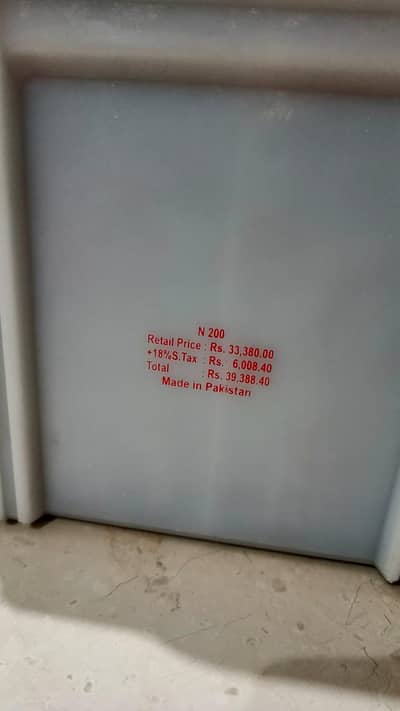 N 200
Retail Price : Rs. 33,380.00
+18%S.Tax : Rs. 6,008.40
Total : Rs. 39,388.40
Made in Pakistan